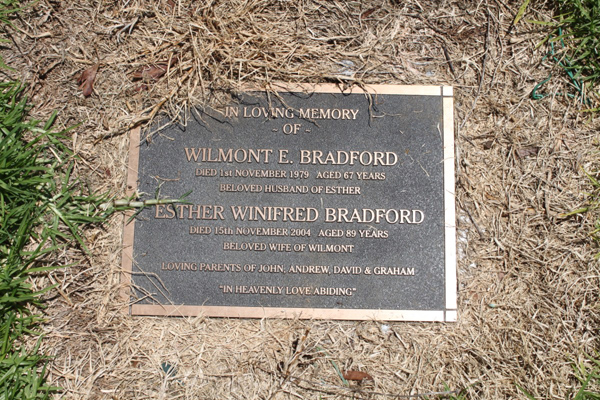 ~IN LOVING MEMORY
~ OF ~
WILMONT E. BRADFORD
DIED 1ST NOVEMBER 1979 AGED 67 YEARS
BELOVED HUSBAND OF ESTHER
ESTHER WINIFRED BRADFORD
DIED 15TH NOVEMBER 2004 AGED 89 YEARS
BELOVED WIFE OF WILMONT
LOVING PARENTS OF JOHN, ANDREW, DAVID & GRAHAM
"IN HEAVENLY LOVE ABIDING"